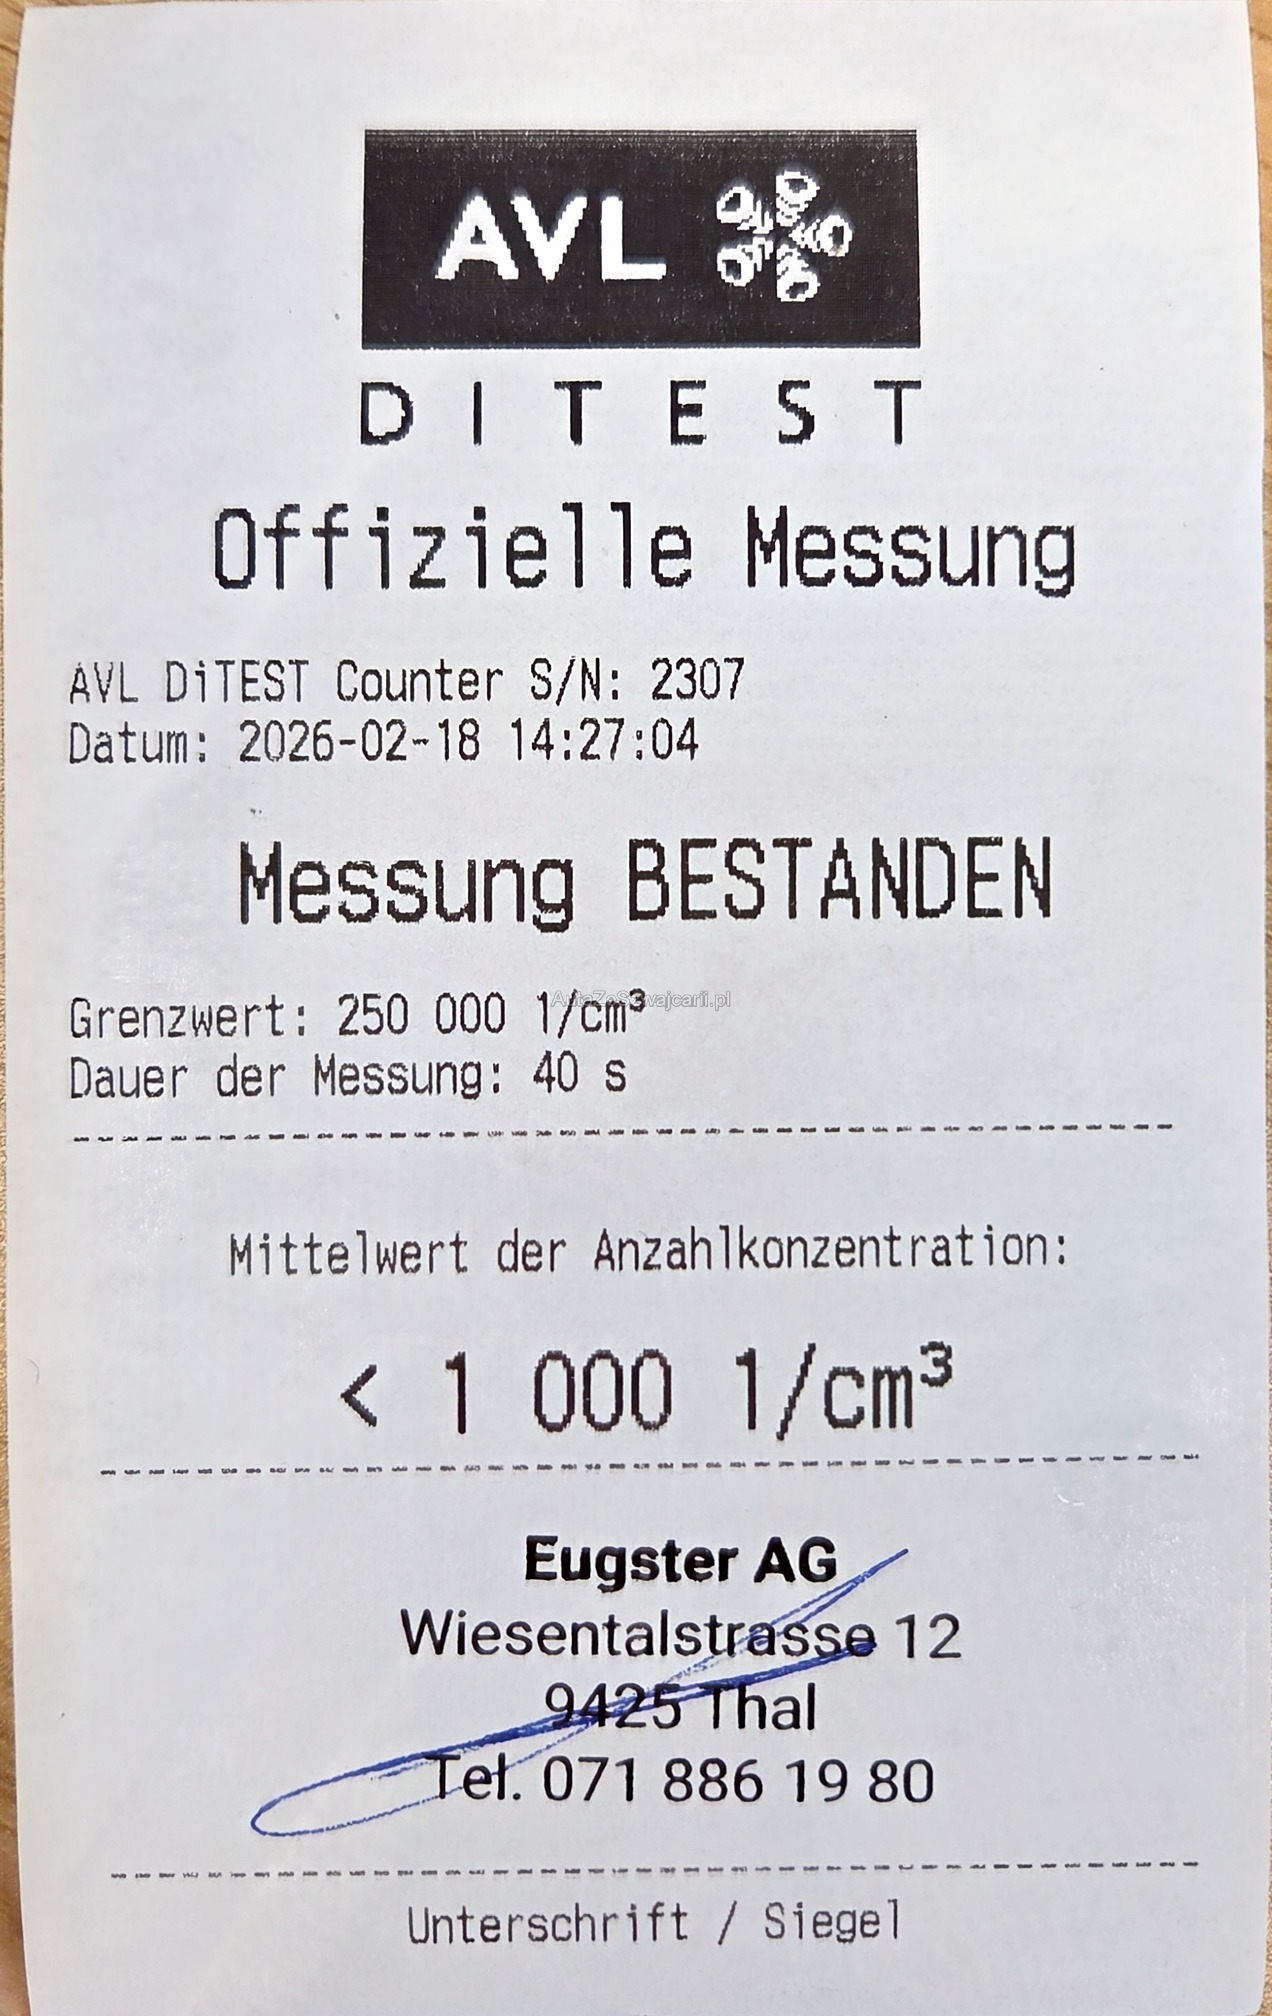 AVL
DITEST
Offizielle Messung
AVL DiTEST Counter S/N: 2307
Datum: 2026-02-18 14:27:04
Messung BESTANDEN
Grenzwert: 250 000 1/cm³
AutaZeSzwajcarii.pl
Dauer der Messung: 40 s
Mittelwert der Anzahlkonzentration:
< 1 000 1/cm³
Eugster AG
Wiesentalstrasse 12
9425 Thal
Tel. 071 886 19 80
Unterschrift / Siegel